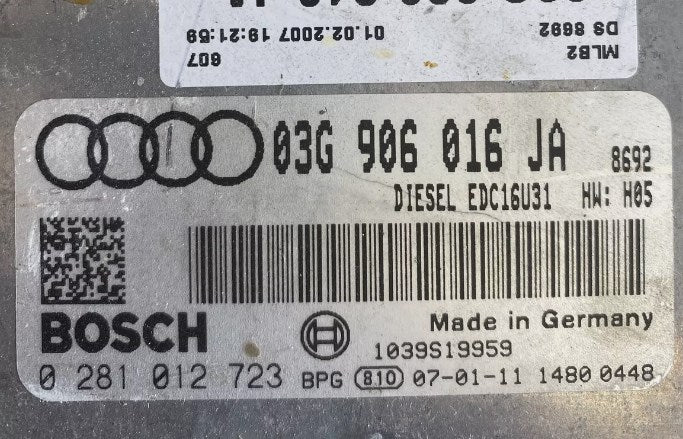 01.02.2007 19:21:59
DS 8692
607
MLB2
03G 906 016 JA 8692
DIESEL EDC16U31 HW: H05
BOSCH
Made in Germany
1039S19959
0 281 012 723 BPG 810 07-01-11 1480 0448